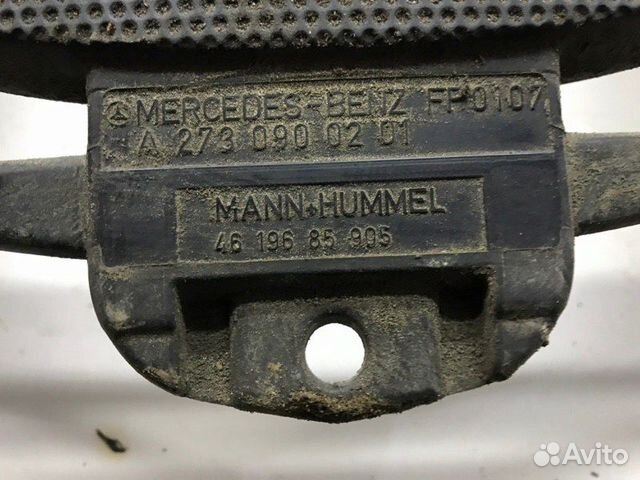 MERCEDES-BENZ FP0107
A 273 090 02 01
MANN+HUMMEL
46 196 85 905
Avito